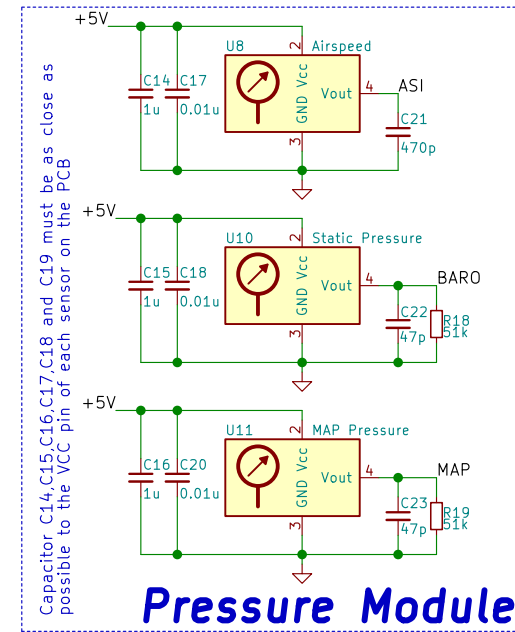 +5V
U8 Airspeed
2
C14 C17
GND Vcc
Vout
4
ASI
1u 0.01u
C21
470p
3
+5V
U10 Static Pressure
2
C15 C18
GND Vcc
Vout
4
BARO
1u 0.01u
C22
47p
R18
51k
3
+5V
U11 MAP Pressure
2
C16 C20
GND Vcc
Vout
4
MAP
1u 0.01u
C23
47p
R19
51k
3
Capacitor C14,C15,C16,C17,C18 and C19 must be as close as
possible to the VCC pin of each sensor on the PCB
Pressure Module